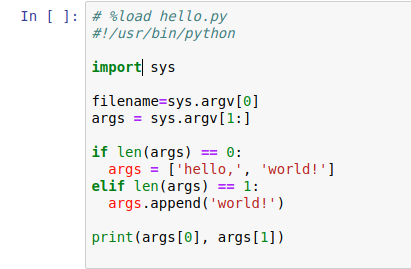 In [ ]: # %load hello.py
#!/usr/bin/python

import sys

filename=sys.argv[0]
args = sys.argv[1:]

if len(args) == 0:
  args = ['hello,', 'world!']
elif len(args) == 1:
  args.append('world!')

print(args[0], args[1])